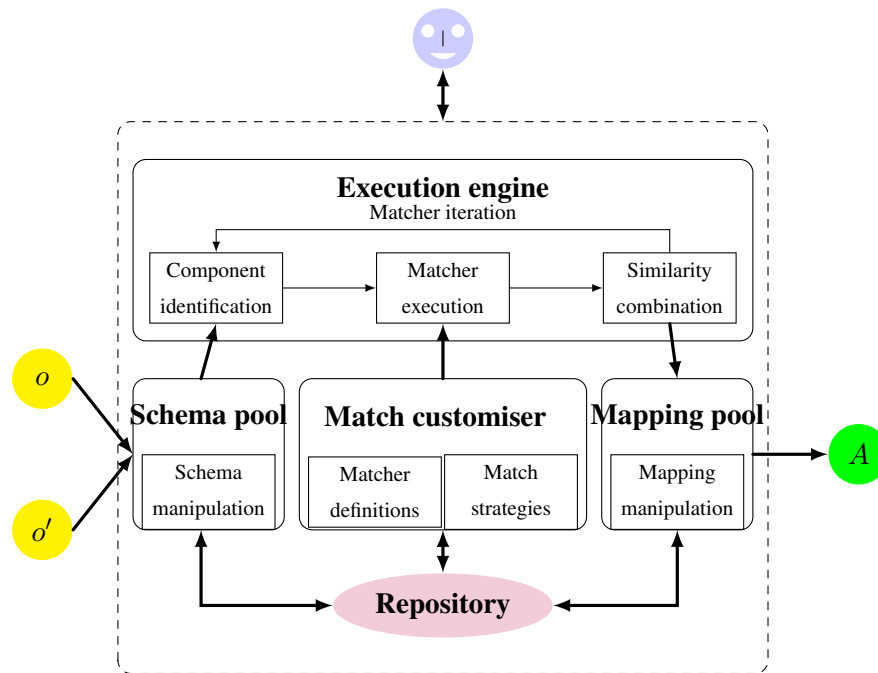 Execution engine
Matcher iteration
Component
identification
Matcher
execution
Similarity
combination
o
o′
Schema pool
Schema
manipulation
Match customiser
Matcher
definitions
Match
strategies
Mapping pool
Mapping
manipulation
A
Repository